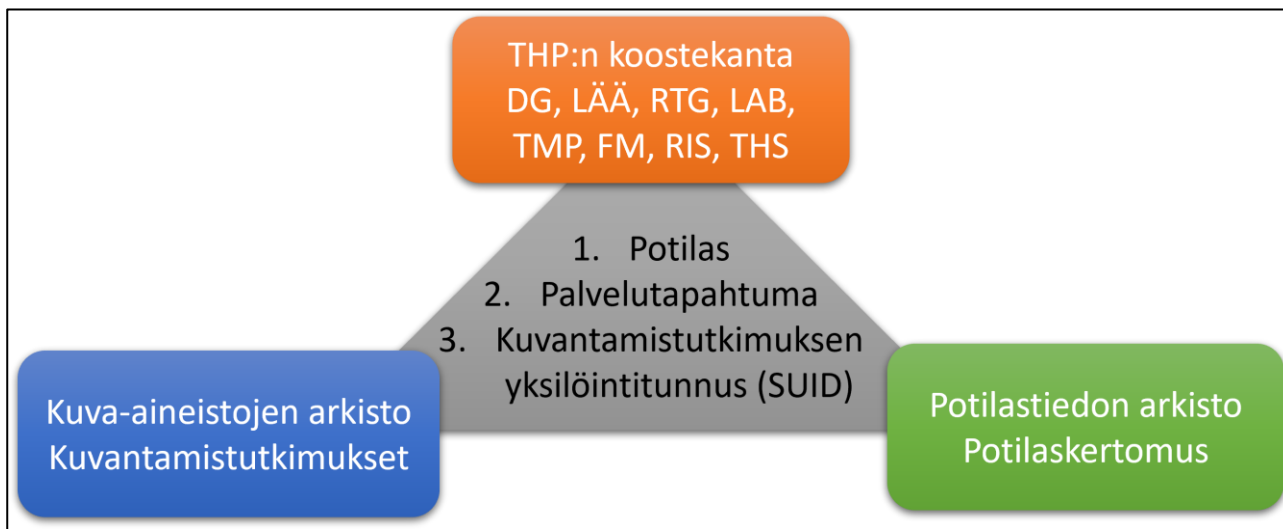 THP:n koostekanta
DG, LÄÄ, RTG, LAB,
TMP, FM, RIS, THS
1. Potilas
2. Palvelutapahtuma
3. Kuvantamistutkimuksen
yksilöintitunnus (SUID)
Kuva-aineistojen arkisto
Kuvantamistutkimukset
Potilastiedon arkisto
Potilaskertomus